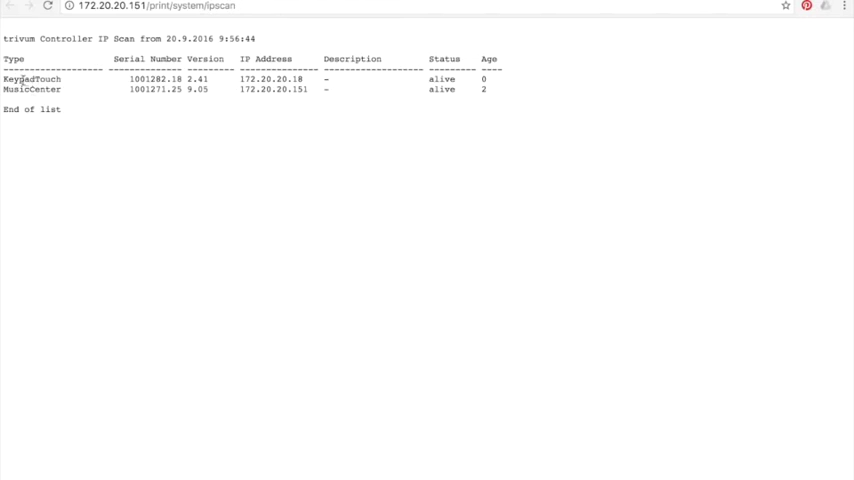 172.20.20.151/print/system/ipscan
trivum Controller IP Scan from 20.9.2016 9:56:44
Type Serial Number Version IP Address Description Status Age
------------------- ------------- --------- --------------- ------------------- --------- ----
KeypadTouch 1001282.18 2.41 172.20.20.18 - alive 0
MusicCenter 1001271.25 9.05 172.20.20.151 - alive 2
End of list